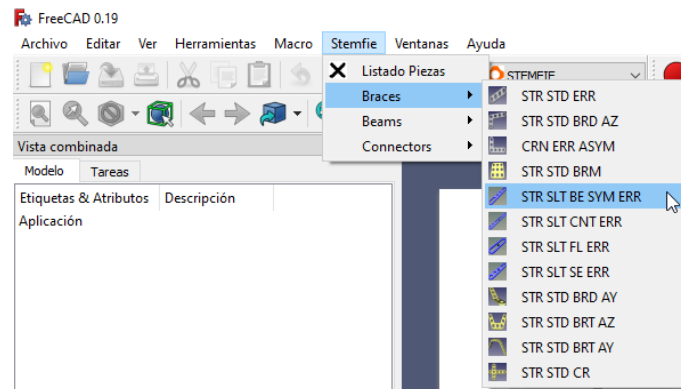 FreeCAD 0.19
Archivo Editar Ver Herramientas Macro Stemfie Ventanas Ayuda
Listado Piezas
STEMFIE
Braces
STR STD ERR
Beams
STR STD BRD AZ
Vista combinada
Connectors
CRN ERR ASYM
Modelo Tareas
STR STD BRM
Etiquetas & Atributos Descripción
STR SLT BE SYM ERR
Aplicación
STR SLT CNT ERR
STR SLT FL ERR
STR SLT SE ERR
STR STD BRD AY
STR STD BRT AZ
STR STD BRT AY
STR STD CR